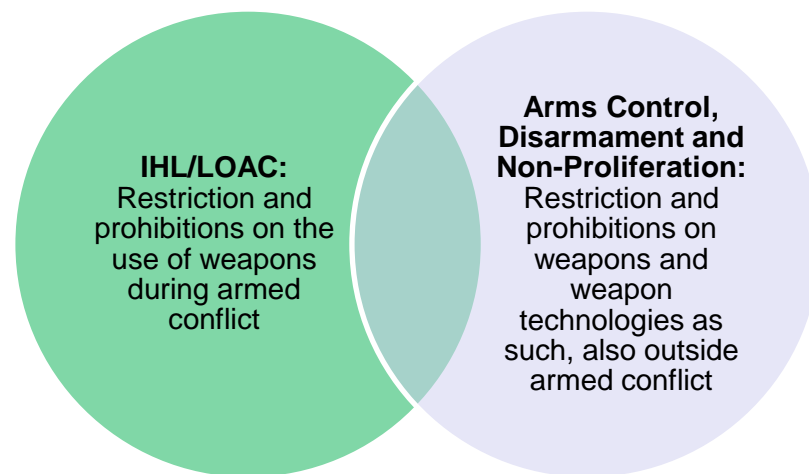 IHL/LOAC:
Restriction and
prohibitions on the
use of weapons
during armed
conflict
Arms Control,
Disarmament and
Non-Proliferation:
Restriction and
prohibitions on
weapons and
weapon
technologies as
such, also outside
armed conflict